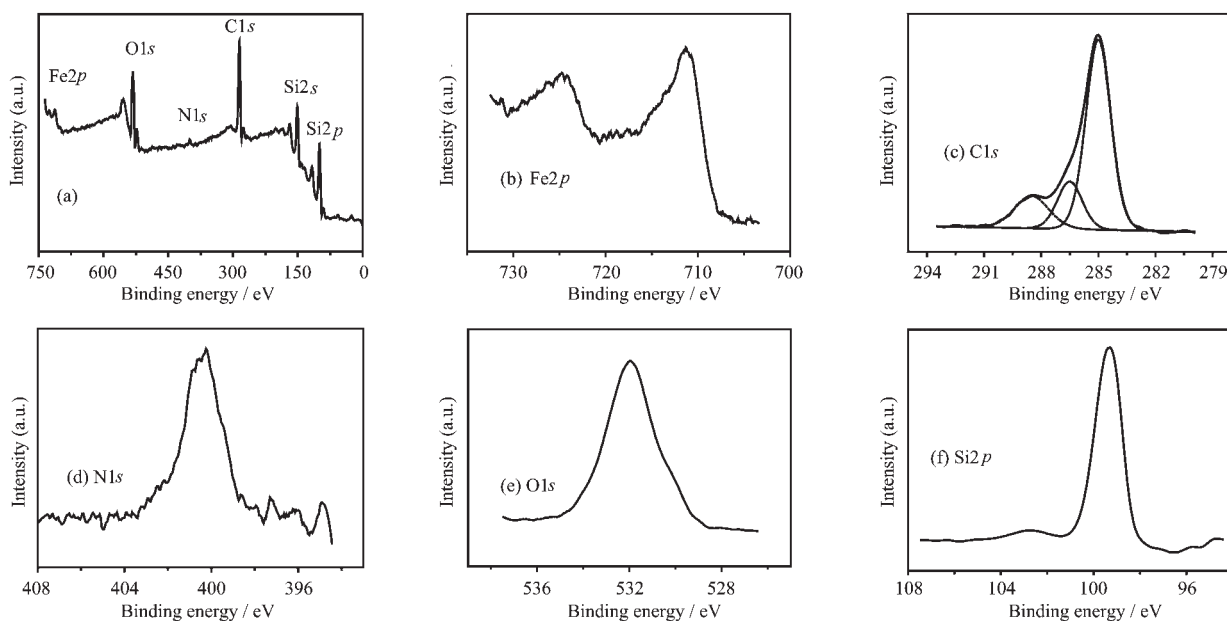 Intensity (a.u.)
Fe2p
O1s
N1s
C1s
Si2s
Si2p
(a)
750 600 450 300 150 0
Binding energy / eV
Intensity (a.u.)
(b) Fe2p
730 720 710 700
Binding energy / eV
Intensity (a.u.)
(c) C1s
294 291 288 285 282 279
Binding energy / eV
Intensity (a.u.)
(d) N1s
408 404 400 396
Binding energy / eV
Intensity (a.u.)
(e) O1s
536 532 528
Binding energy / eV
Intensity (a.u.)
(f) Si2p
108 104 100 96
Binding energy / eV